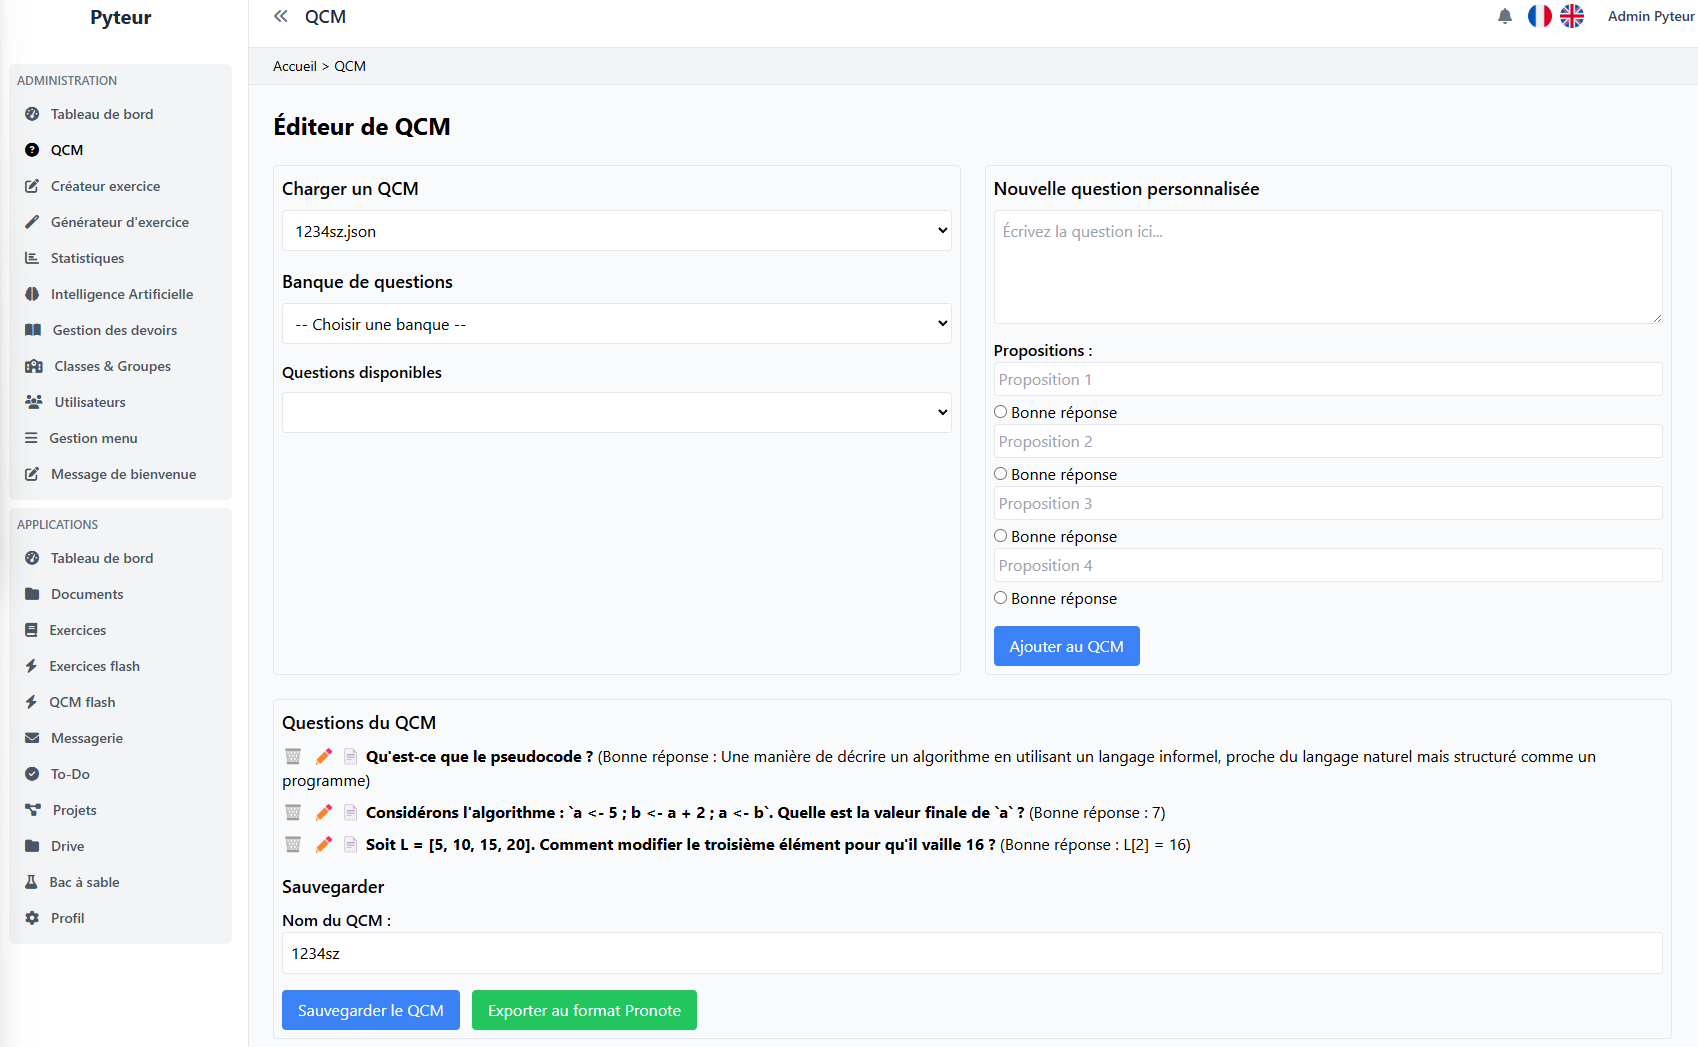 Pyteur
ADMINISTRATION
Tableau de bord
QCM
Créateur exercice
Générateur d'exercice
Statistiques
Intelligence Artificielle
Gestion des devoirs
Classes & Groupes
Utilisateurs
Gestion menu
Message de bienvenue
APPLICATIONS
Tableau de bord
Documents
Exercices
Exercices flash
QCM flash
Messagerie
To-Do
Projets
Drive
Bac à sable
Profil
QCM
Admin Pyteur
Accueil > QCM
Éditeur de QCM
Charger un QCM
1234sz.json
Banque de questions
-- Choisir une banque --
Questions disponibles
Nouvelle question personnalisée
Écrivez la question ici...
Propositions :
Proposition 1
Bonne réponse
Proposition 2
Bonne réponse
Proposition 3
Bonne réponse
Proposition 4
Bonne réponse
Ajouter au QCM
Questions du QCM
Qu'est-ce que le pseudocode ? (Bonne réponse : Une manière de décrire un algorithme en utilisant un langage informel, proche du langage naturel mais structuré comme un
programme)
Considérons l'algorithme : `a <- 5 ; b <- a + 2 ; a <- b`. Quelle est la valeur finale de `a` ? (Bonne réponse : 7)
Soit L = [5, 10, 15, 20]. Comment modifier le troisième élément pour qu'il vaille 16 ? (Bonne réponse : L[2] = 16)
Sauvegarder
Nom du QCM :
1234sz
Sauvegarder le QCM
Exporter au format Pronote